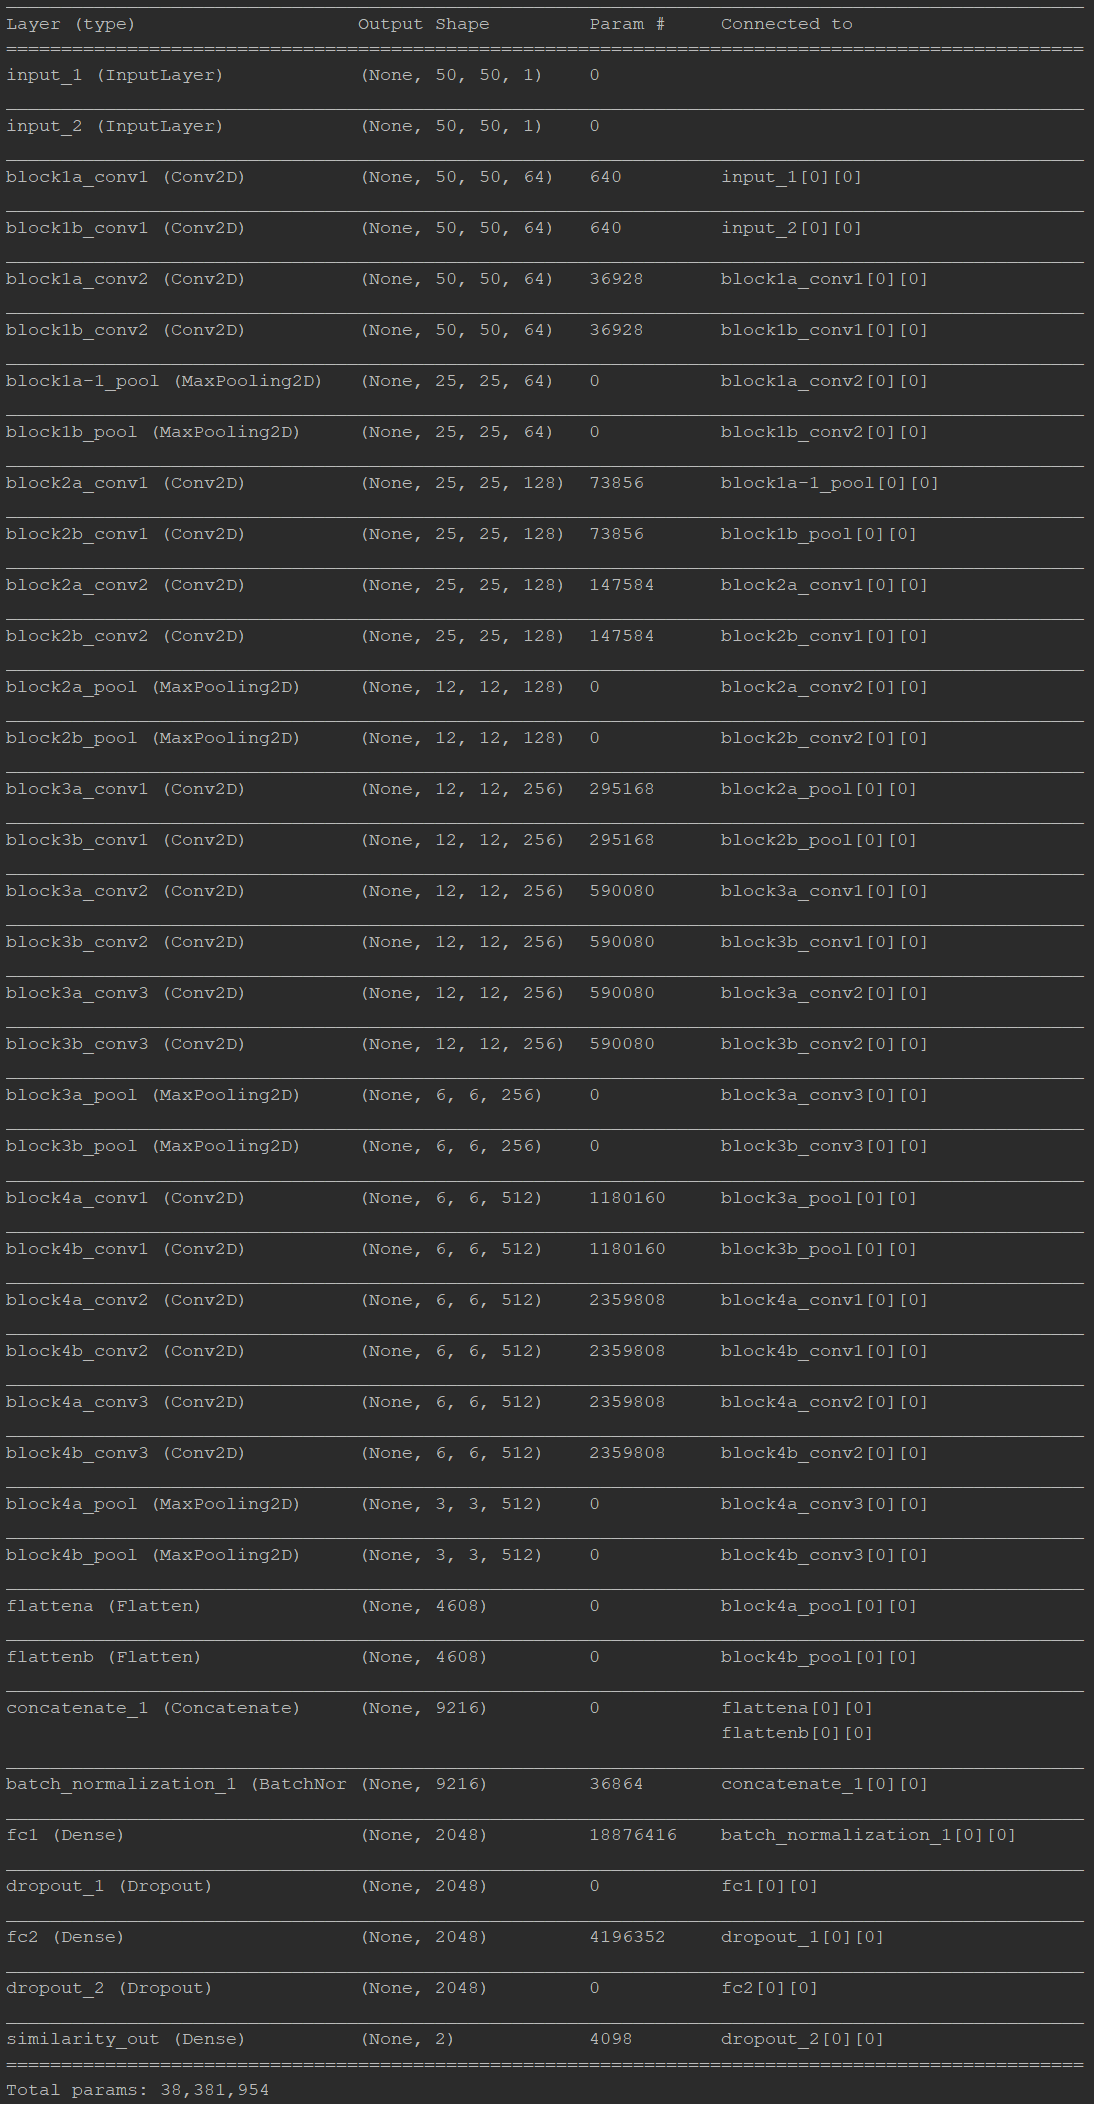 Layer (type) Output Shape Param # Connected to
==================================================================================================
input_1 (InputLayer) (None, 50, 50, 1) 0
input_2 (InputLayer) (None, 50, 50, 1) 0
block1a_conv1 (Conv2D) (None, 50, 50, 64) 640 input_1[0][0]
block1b_conv1 (Conv2D) (None, 50, 50, 64) 640 input_2[0][0]
block1a_conv2 (Conv2D) (None, 50, 50, 64) 36928 block1a_conv1[0][0]
block1b_conv2 (Conv2D) (None, 50, 50, 64) 36928 block1b_conv1[0][0]
block1a-1_pool (MaxPooling2D) (None, 25, 25, 64) 0 block1a_conv2[0][0]
block1b_pool (MaxPooling2D) (None, 25, 25, 64) 0 block1b_conv2[0][0]
block2a_conv1 (Conv2D) (None, 25, 25, 128) 73856 block1a-1_pool[0][0]
block2b_conv1 (Conv2D) (None, 25, 25, 128) 73856 block1b_pool[0][0]
block2a_conv2 (Conv2D) (None, 25, 25, 128) 147584 block2a_conv1[0][0]
block2b_conv2 (Conv2D) (None, 25, 25, 128) 147584 block2b_conv1[0][0]
block2a_pool (MaxPooling2D) (None, 12, 12, 128) 0 block2a_conv2[0][0]
block2b_pool (MaxPooling2D) (None, 12, 12, 128) 0 block2b_conv2[0][0]
block3a_conv1 (Conv2D) (None, 12, 12, 256) 295168 block2a_pool[0][0]
block3b_conv1 (Conv2D) (None, 12, 12, 256) 295168 block2b_pool[0][0]
block3a_conv2 (Conv2D) (None, 12, 12, 256) 590080 block3a_conv1[0][0]
block3b_conv2 (Conv2D) (None, 12, 12, 256) 590080 block3b_conv1[0][0]
block3a_conv3 (Conv2D) (None, 12, 12, 256) 590080 block3a_conv2[0][0]
block3b_conv3 (Conv2D) (None, 12, 12, 256) 590080 block3b_conv2[0][0]
block3a_pool (MaxPooling2D) (None, 6, 6, 256) 0 block3a_conv3[0][0]
block3b_pool (MaxPooling2D) (None, 6, 6, 256) 0 block3b_conv3[0][0]
block4a_conv1 (Conv2D) (None, 6, 6, 512) 1180160 block3a_pool[0][0]
block4b_conv1 (Conv2D) (None, 6, 6, 512) 1180160 block3b_pool[0][0]
block4a_conv2 (Conv2D) (None, 6, 6, 512) 2359808 block4a_conv1[0][0]
block4b_conv2 (Conv2D) (None, 6, 6, 512) 2359808 block4b_conv1[0][0]
block4a_conv3 (Conv2D) (None, 6, 6, 512) 2359808 block4a_conv2[0][0]
block4b_conv3 (Conv2D) (None, 6, 6, 512) 2359808 block4b_conv2[0][0]
block4a_pool (MaxPooling2D) (None, 3, 3, 512) 0 block4a_conv3[0][0]
block4b_pool (MaxPooling2D) (None, 3, 3, 512) 0 block4b_conv3[0][0]
flattena (Flatten) (None, 4608) 0 block4a_pool[0][0]
flattenb (Flatten) (None, 4608) 0 block4b_pool[0][0]
concatenate_1 (Concatenate) (None, 9216) 0 flattena[0][0]
flattenb[0][0]
batch_normalization_1 (BatchNor (None, 9216) 36864 concatenate_1[0][0]
fc1 (Dense) (None, 2048) 18876416 batch_normalization_1[0][0]
dropout_1 (Dropout) (None, 2048) 0 fc1[0][0]
fc2 (Dense) (None, 2048) 4196352 dropout_1[0][0]
dropout_2 (Dropout) (None, 2048) 0 fc2[0][0]
similarity_out (Dense) (None, 2) 4098 dropout_2[0][0]
==================================================================================================
Total params: 38,381,954